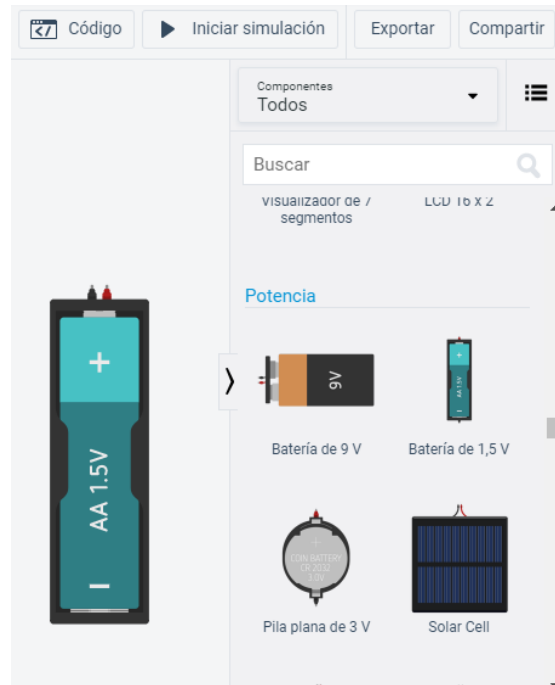 Código
Iniciar simulación
Exportar
Compartir
Componentes
Todos
Buscar
Visualizador de 7
segmentos
LCD 16 x 2
Potencia
9V
AA 1.5V
Batería de 9 V
Batería de 1,5 V
+
AA 1.5V
−
+
COIN BATTERY
CR 2032
3.0V
Pila plana de 3 V
Solar Cell